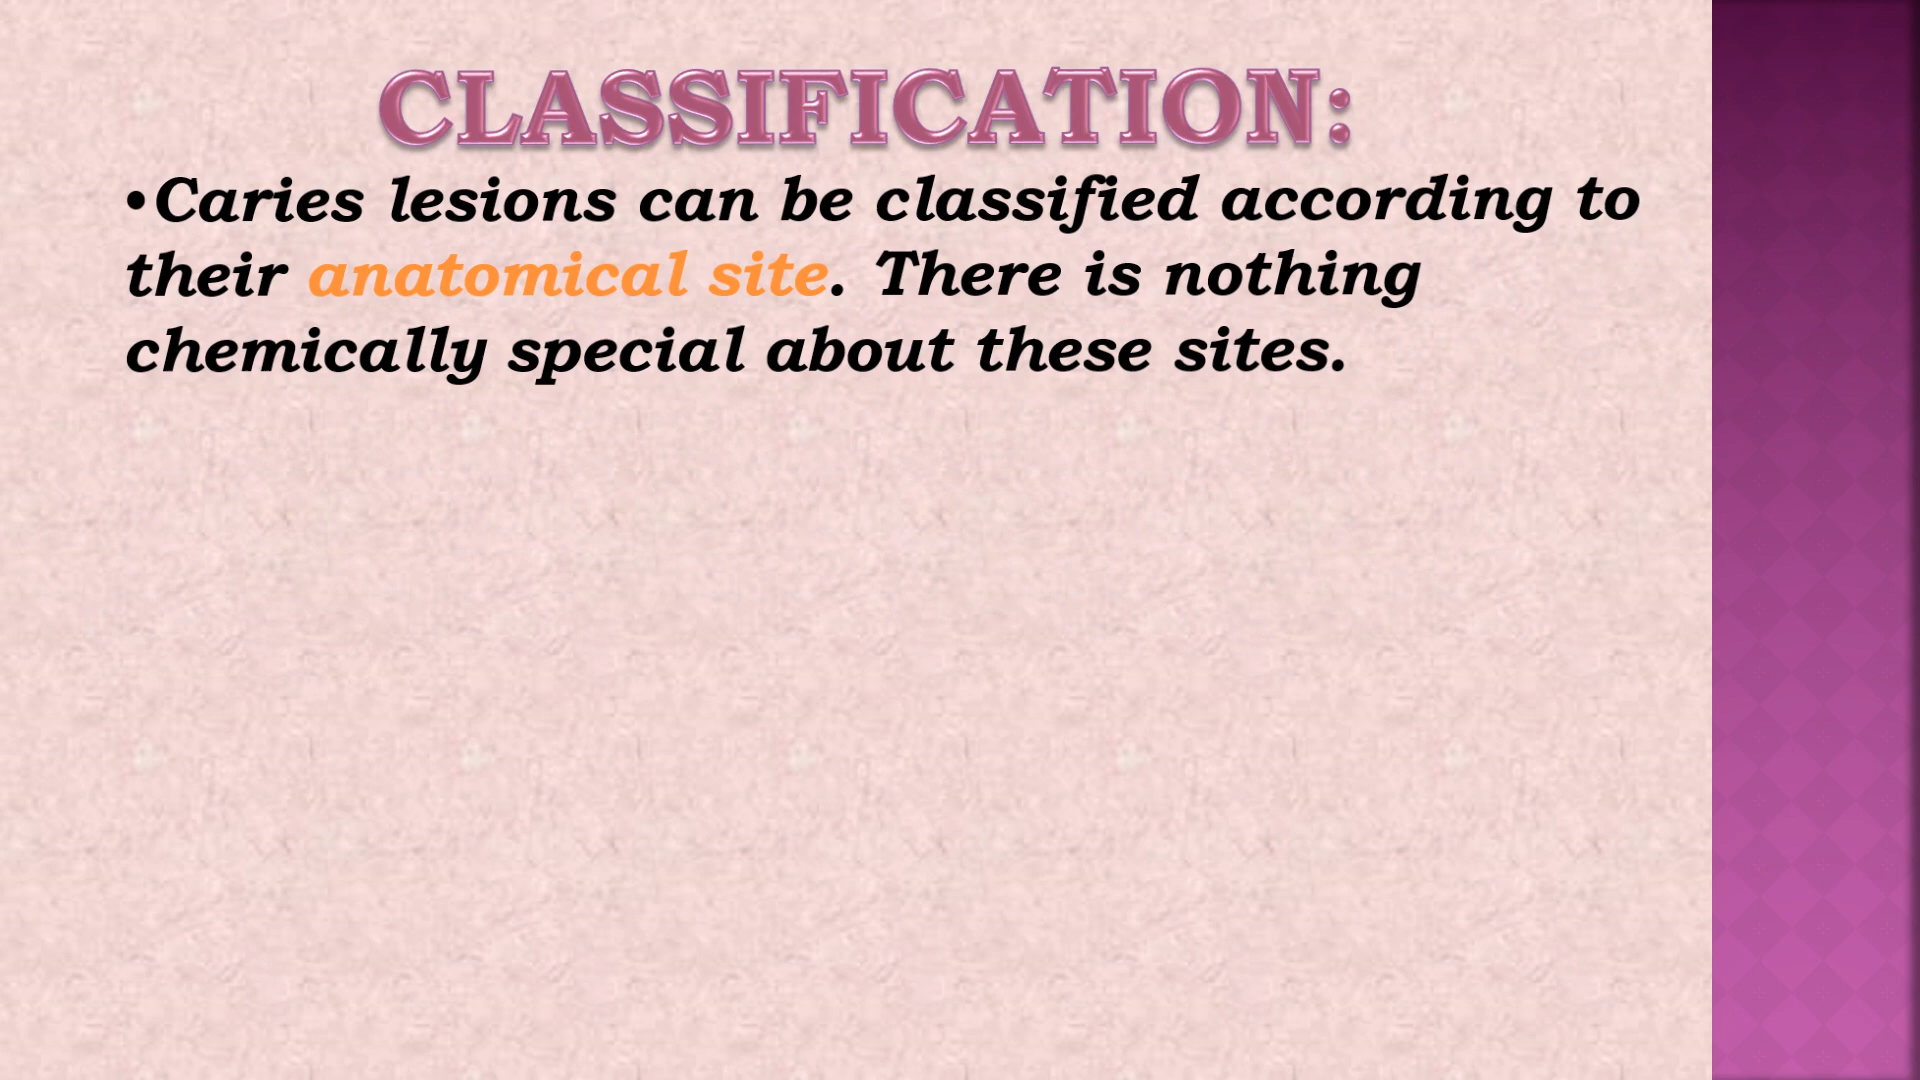 CLASSIFICATION:
•Caries lesions can be classified according to
their anatomical site. There is nothing
chemically special about these sites.